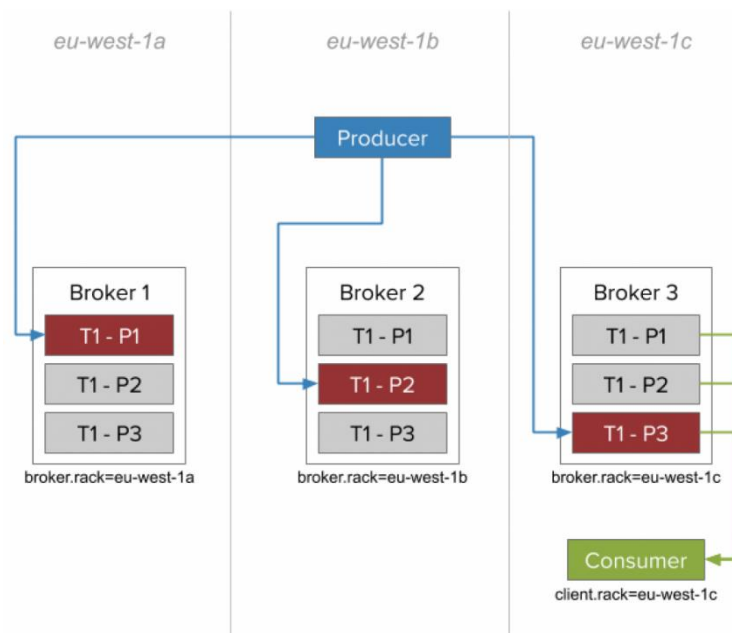 eu-west-1a
eu-west-1b
eu-west-1c
Producer
Broker 1
T1 - P1
T1 - P2
T1 - P3
broker.rack=eu-west-1a
Broker 2
T1 - P1
T1 - P2
T1 - P3
broker.rack=eu-west-1b
Broker 3
T1 - P1
T1 - P2
T1 - P3
broker.rack=eu-west-1c
Consumer
client.rack=eu-west-1c